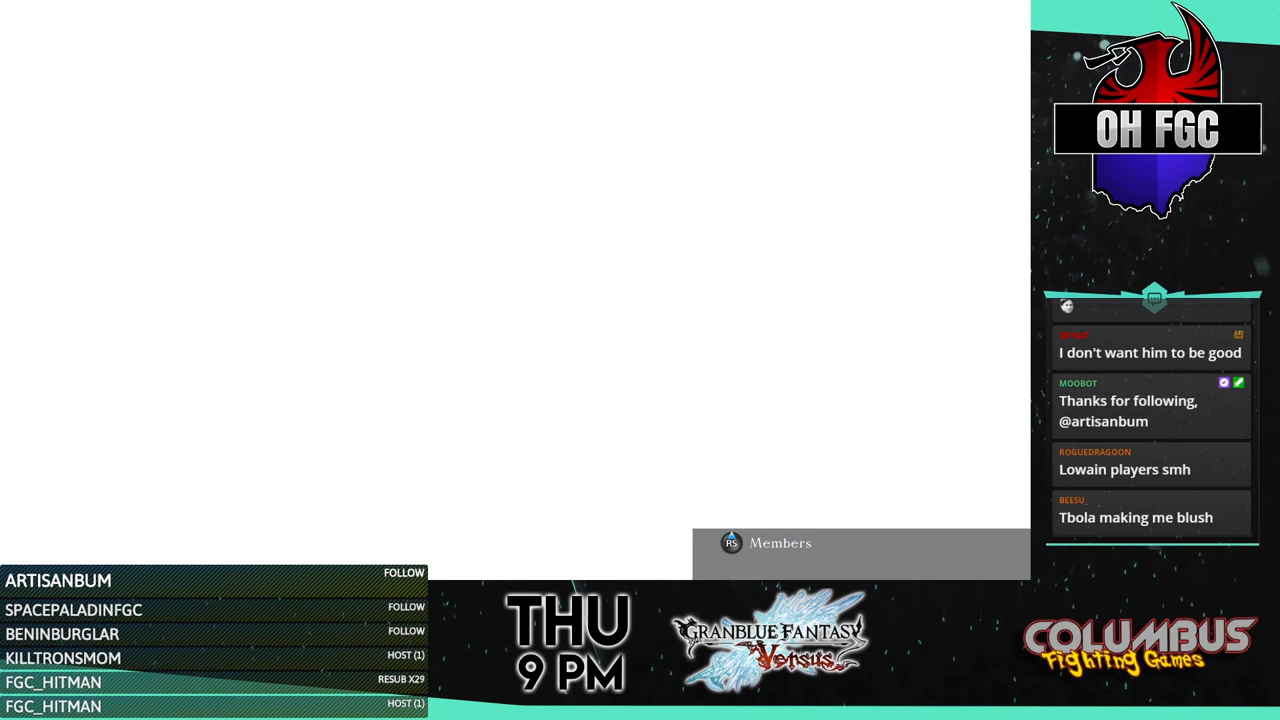 OH FGC
I don't want him to be good
MOOBOT
Thanks for following,
@artisanbum
ROGUEDRAGOON
Lowain players smh
BEESU_
Tbola making me blush
RS Members
ARTISANBUM FOLLOW
SPACEPALADINFGC FOLLOW
BENINBURGLAR FOLLOW
KILLTRONSMOM HOST (1)
FGC_HITMAN RESUB X29
FGC_HITMAN HOST (1)
THU
9 PM
GRANBLUE FANTASY
Versus
COLUMBUS
Fighting Games